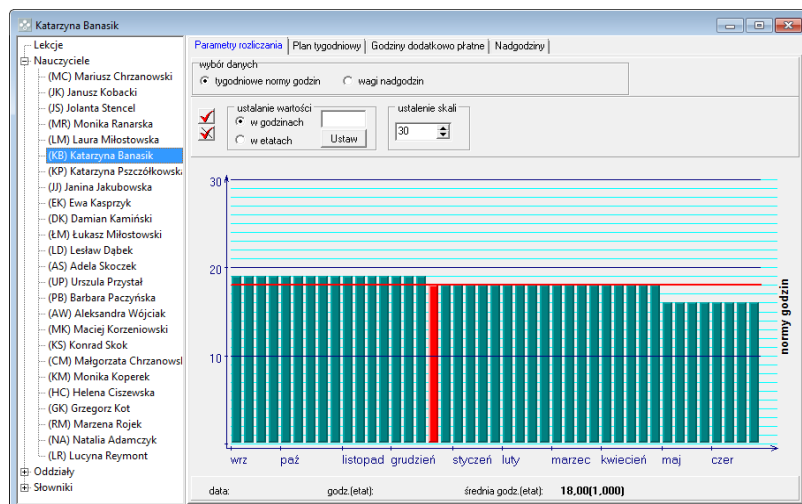 Katarzyna Banasik
Lekcje
Nauczyciele
(MC) Mariusz Chrzanowski
(JK) Janusz Kobacki
(JS) Jolanta Stencel
(MR) Monika Ranarska
(LM) Laura Miłostowska
(KB) Katarzyna Banasik
(KP) Katarzyna Pszczółkowsk
(JJ) Janina Jakubowska
(EK) Ewa Kasprzyk
(DK) Damian Kamiński
(ŁM) Łukasz Miłostowski
(LD) Lesław Dąbek
(AS) Adela Skoczek
(UP) Urszula Przystał
(PB) Barbara Paczyńska
(AW) Aleksandra Wójciak
(MK) Maciej Korzeniowski
(KS) Konrad Skok
(CM) Małgorzata Chrzanowsl
(KM) Monika Koperek
(HC) Helena Ciszewska
(GK) Grzegorz Kot
(RM) Marzena Rojek
(NA) Natalia Adamczyk
(LR) Lucyna Reymont
Oddziały
Słowniki
Parametry rozliczania Plan tygodniowy Godziny dodatkowo płatne Nadgodziny
wybór danych
tygodniowe normy godzin wagi nadgodzin
ustalanie wartości ustalenie skali
w godzinach
w etatach Ustaw 30
30
20
10
normy godzin
wrz paź listopad grudzień styczeń luty marzec kwiecień maj czer
data: godz.(etat): średnia godz.(etat): 18,00(1,000)